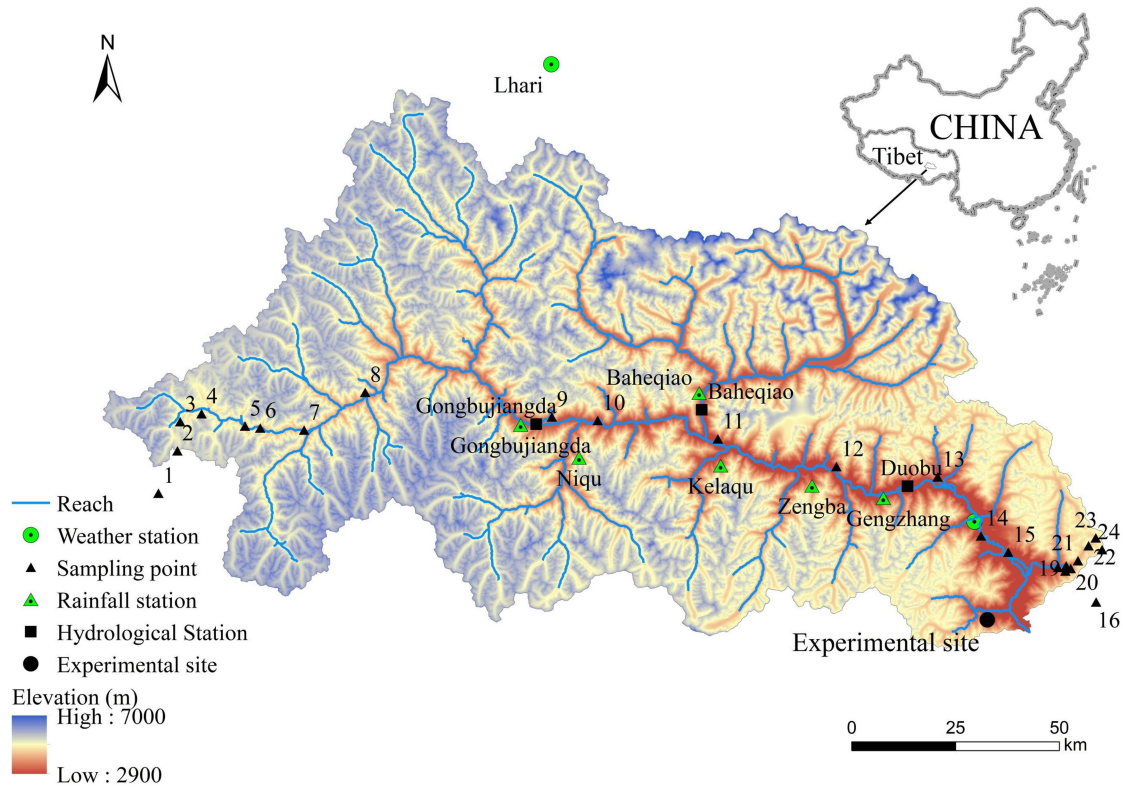 N
Lhari
CHINA
Tibet
Baheqiao
Baheqiao
8
Gongbujiangda
9
10
3
4
5
6
7
11
2
Gongbujiangda
1
Niqu
Kelaqu
12
Duobu
13
Zengba
Gengzhang
14
15
23
24
21
22
19
20
16
Experimental site
Reach
Weather station
Sampling point
Rainfall station
Hydrological Station
Experimental site
Elevation (m)
High : 7000
Low : 2900
0
25
50
km